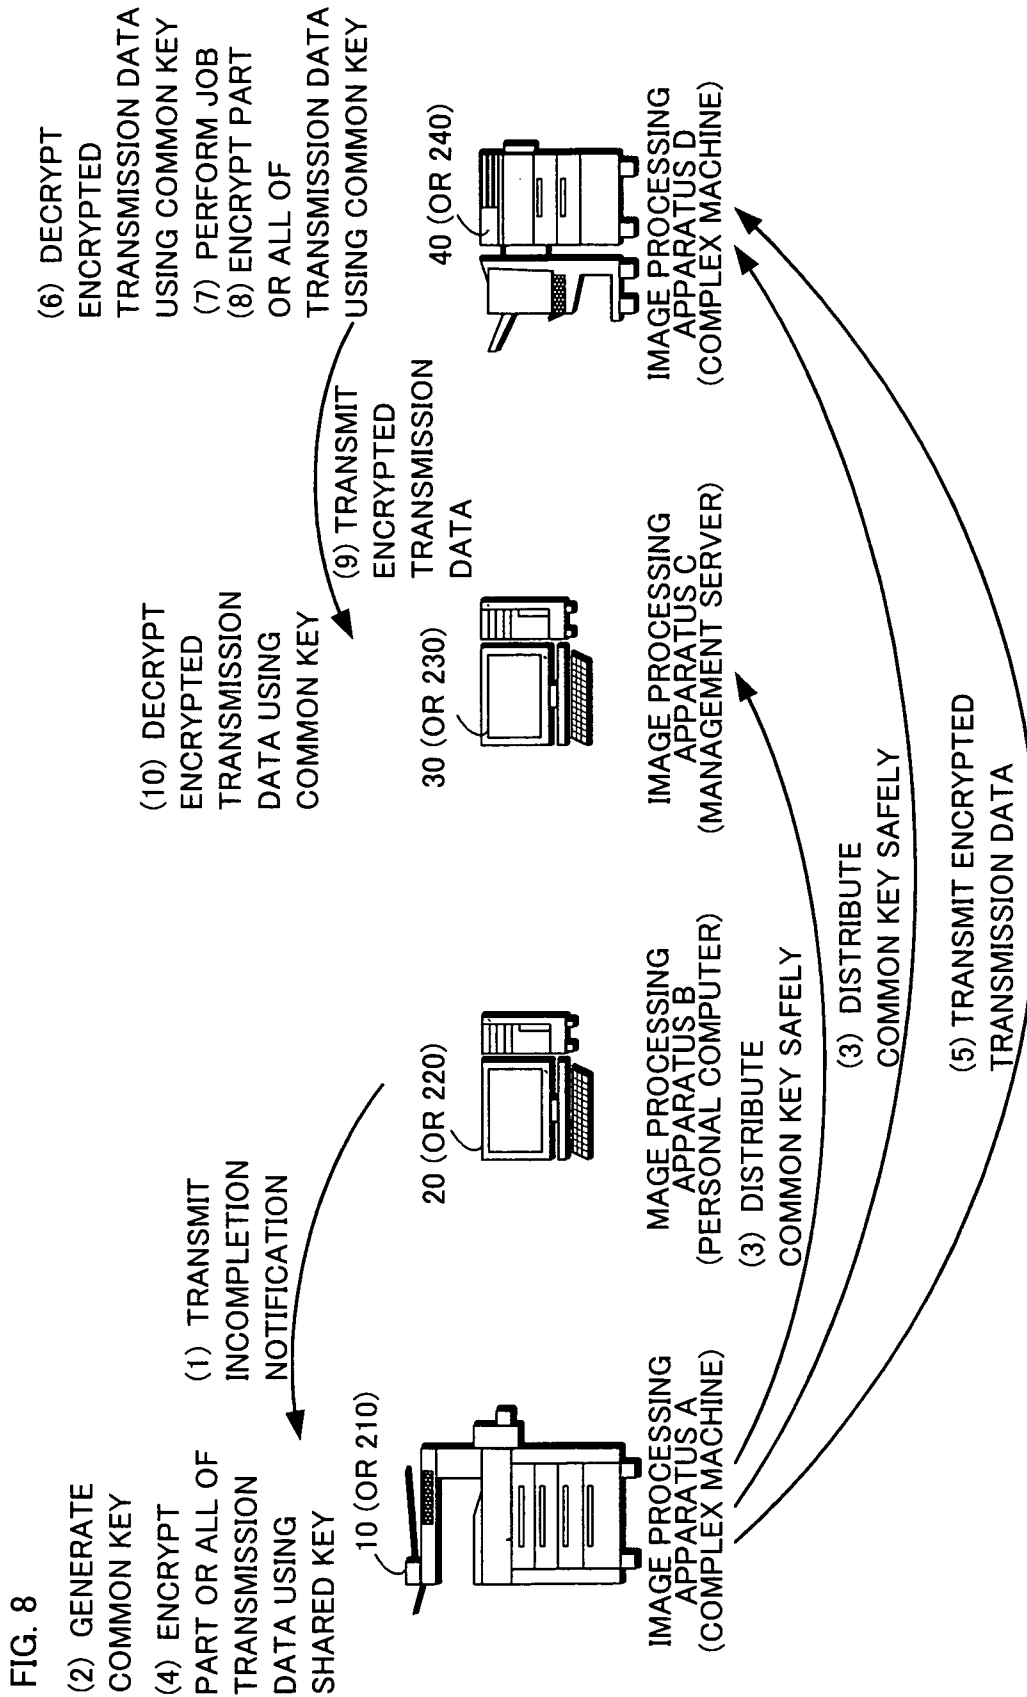 FIG. 8
(2) GENERATE
COMMON KEY
(4) ENCRYPT
PART OR ALL OF
TRANSMISSION
DATA USING
SHARED KEY
10 (OR 210)
IMAGE PROCESSING
APPARATUS A
(COMPLEX MACHINE)
(1) TRANSMIT
INCOMPLETION
NOTIFICATION
20 (OR 220)
MAGE PROCESSING
APPARATUS B
(PERSONAL COMPUTER)
(3) DISTRIBUTE
COMMON KEY SAFELY
(10) DECRYPT
ENCRYPTED
TRANSMISSION
DATA USING
COMMON KEY
30 (OR 230)
IMAGE PROCESSING
APPARATUS C
(MANAGEMENT SERVER)
(3) DISTRIBUTE
COMMON KEY SAFELY
(5) TRANSMIT ENCRYPTED
TRANSMISSION DATA
(9) TRANSMIT
ENCRYPTED
TRANSMISSION
DATA
(6) DECRYPT
ENCRYPTED
TRANSMISSION DATA
USING COMMON KEY
(7) PERFORM JOB
(8) ENCRYPT PART
OR ALL OF
TRANSMISSION DATA
USING COMMON KEY
40 (OR 240)
IMAGE PROCESSING
APPARATUS D
(COMPLEX MACHINE)